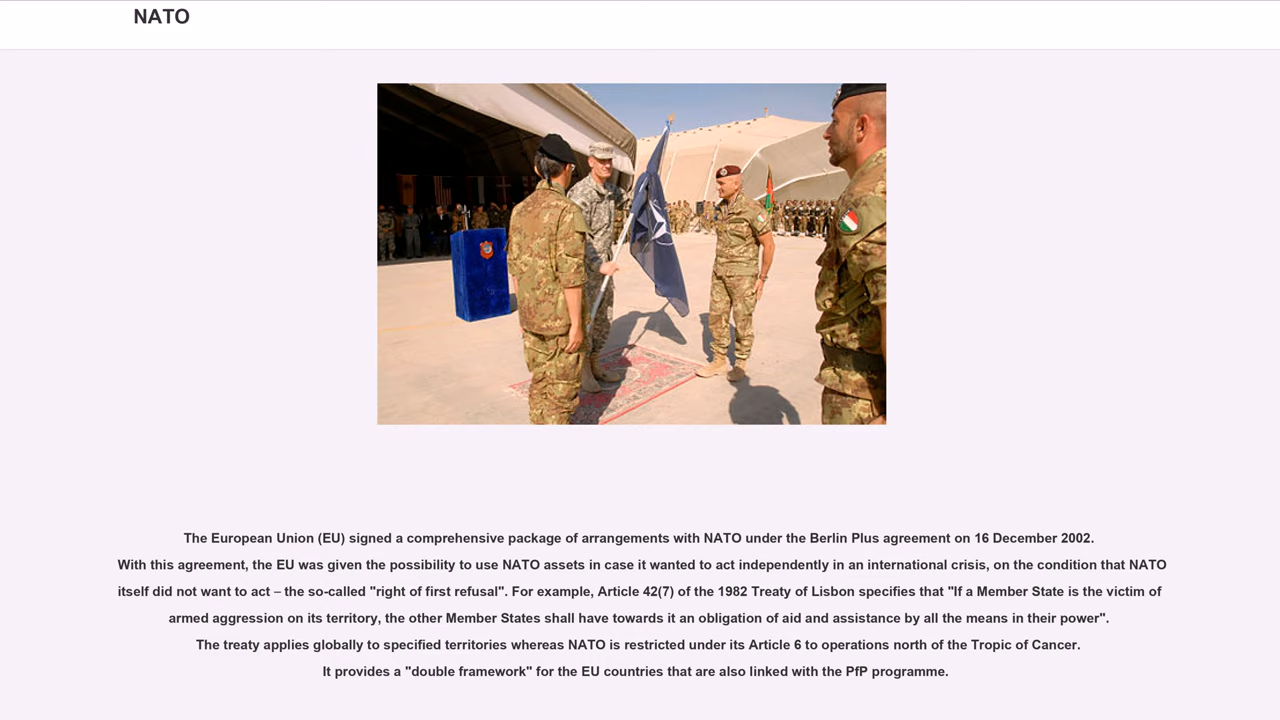 NATO
The European Union (EU) signed a comprehensive package of arrangements with NATO under the Berlin Plus agreement on 16 December 2002.
With this agreement, the EU was given the possibility to use NATO assets in case it wanted to act independently in an international crisis, on the condition that NATO
itself did not want to act – the so-called "right of first refusal". For example, Article 42(7) of the 1982 Treaty of Lisbon specifies that "If a Member State is the victim of
armed aggression on its territory, the other Member States shall have towards it an obligation of aid and assistance by all the means in their power".
The treaty applies globally to specified territories whereas NATO is restricted under its Article 6 to operations north of the Tropic of Cancer.
It provides a "double framework" for the EU countries that are also linked with the PfP programme.